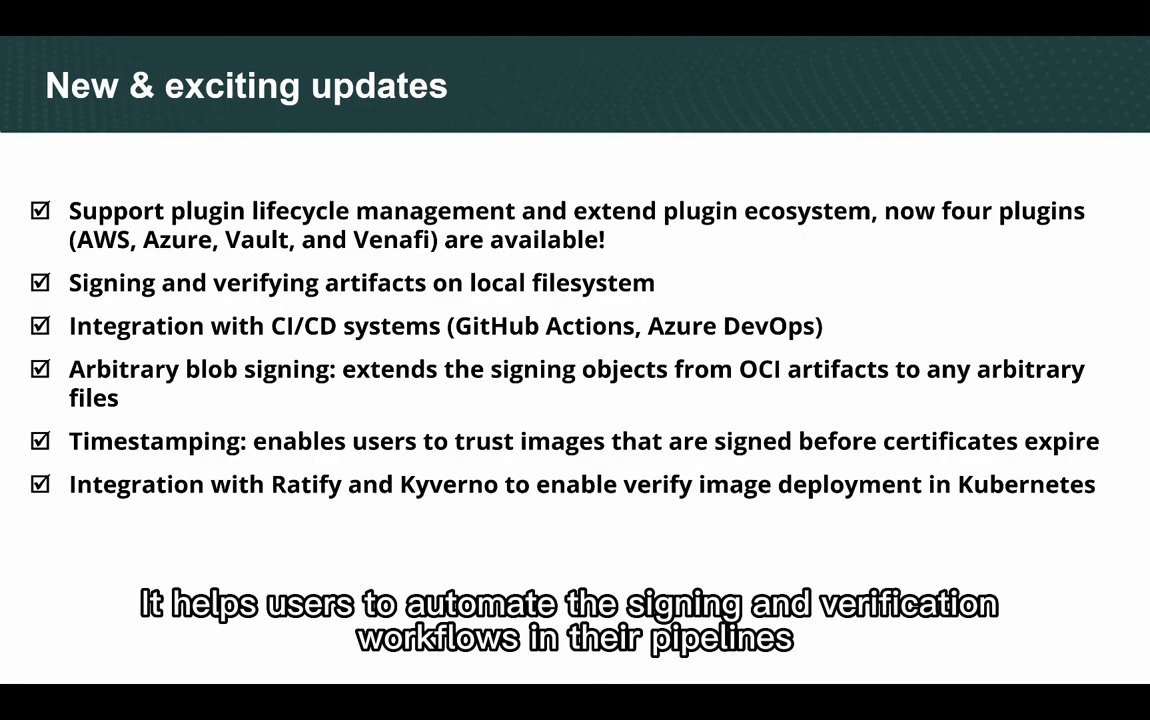 New & exciting updates
Support plugin lifecycle management and extend plugin ecosystem, now four plugins
(AWS, Azure, Vault, and Venafi) are available!
Signing and verifying artifacts on local filesystem
Integration with CI/CD systems (GitHub Actions, Azure DevOps)
Arbitrary blob signing: extends the signing objects from OCI artifacts to any arbitrary
files
Timestamping: enables users to trust images that are signed before certificates expire
Integration with Ratify and Kyverno to enable verify image deployment in Kubernetes
It helps users to automate the signing and verification
workflows in their pipelines